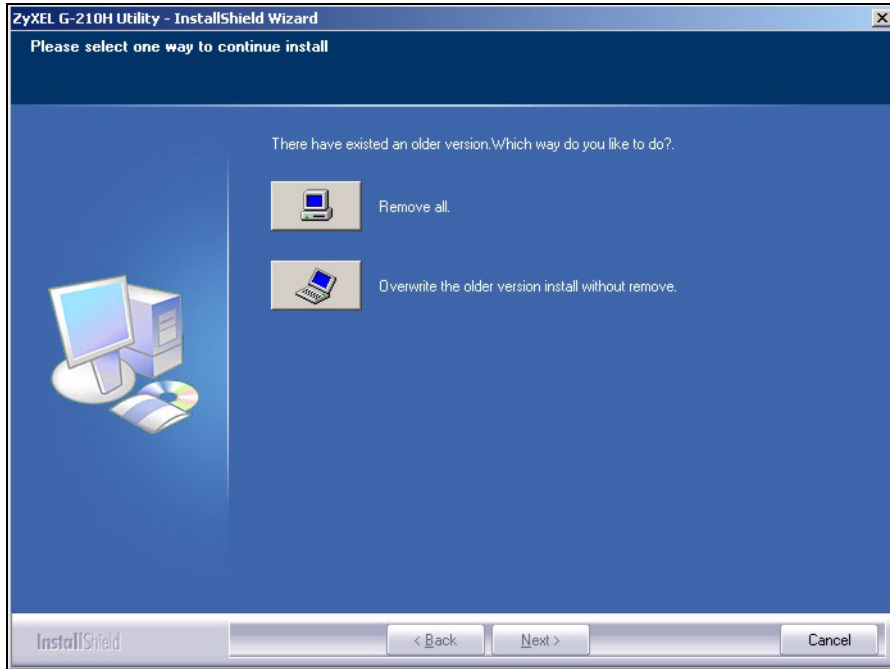 ZyXEL G-210H Utility - InstallShield Wizard
Please select one way to continue install
There have existed an older version.Which way do you like to do?.
Remove all.
Overwrite the older version install without remove.
InstallShield
< Back
Next >
Cancel